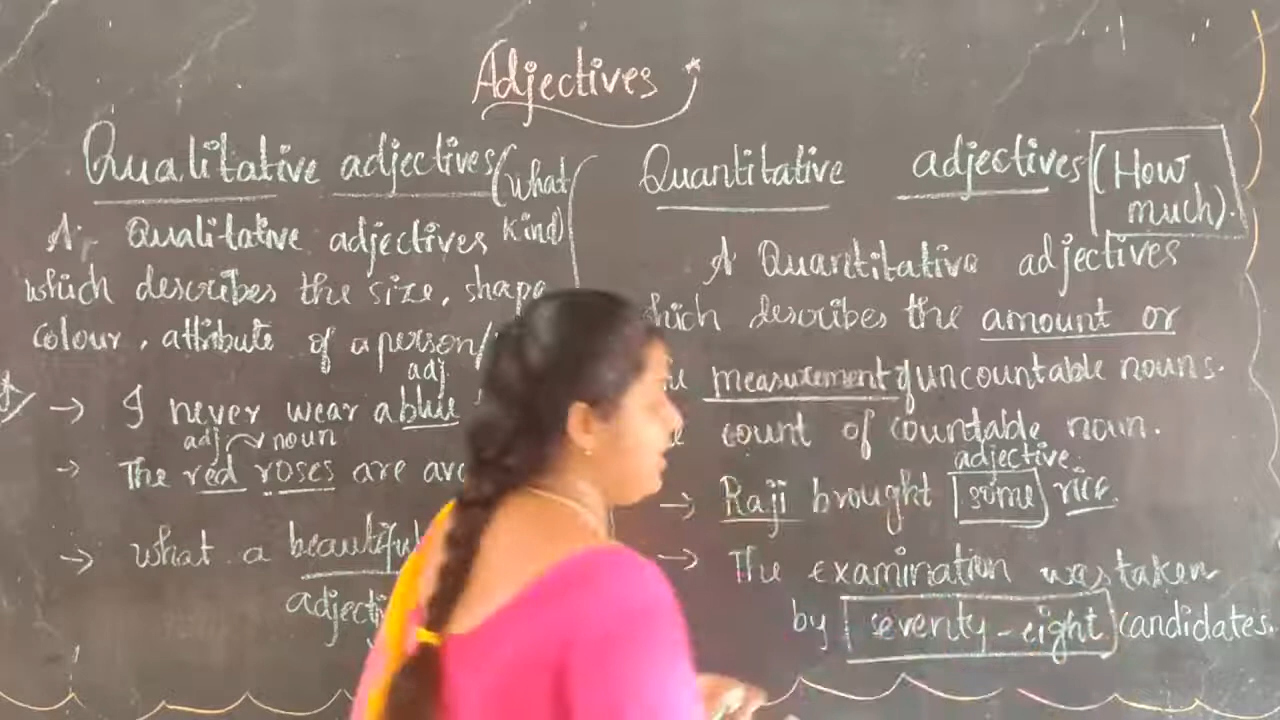 Adjectives
Qualitative adjectives (what
kind)
A Qualitative adjectives
which describes the size, shape
colour, attribute of a person/
adj.
→ I never wear a blue
adj noun
→ The red roses are
→ what a beautiful
Quantitative adjectives (How
much).
A Quantitative adjectives
which describes the amount or
measurement of uncountable nouns.
count of countable noun.
adjective.
→ Raji brought some rice.
→ The examination was taken
by seventy-eight candidates.